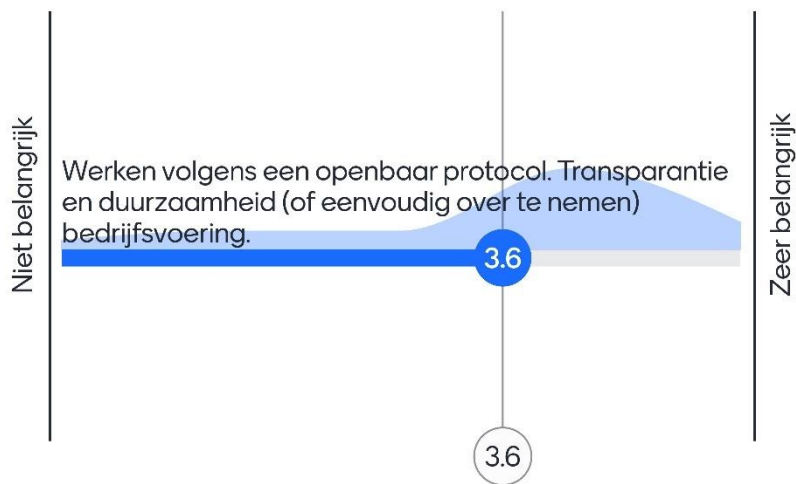 Niet belangrijk
Werken volgens een openbaar protocol. Transparantie
en duurzaamheid (of eenvoudig over te nemen)
bedrijfsvoering.
3.6
Zeer belangrijk
3.6